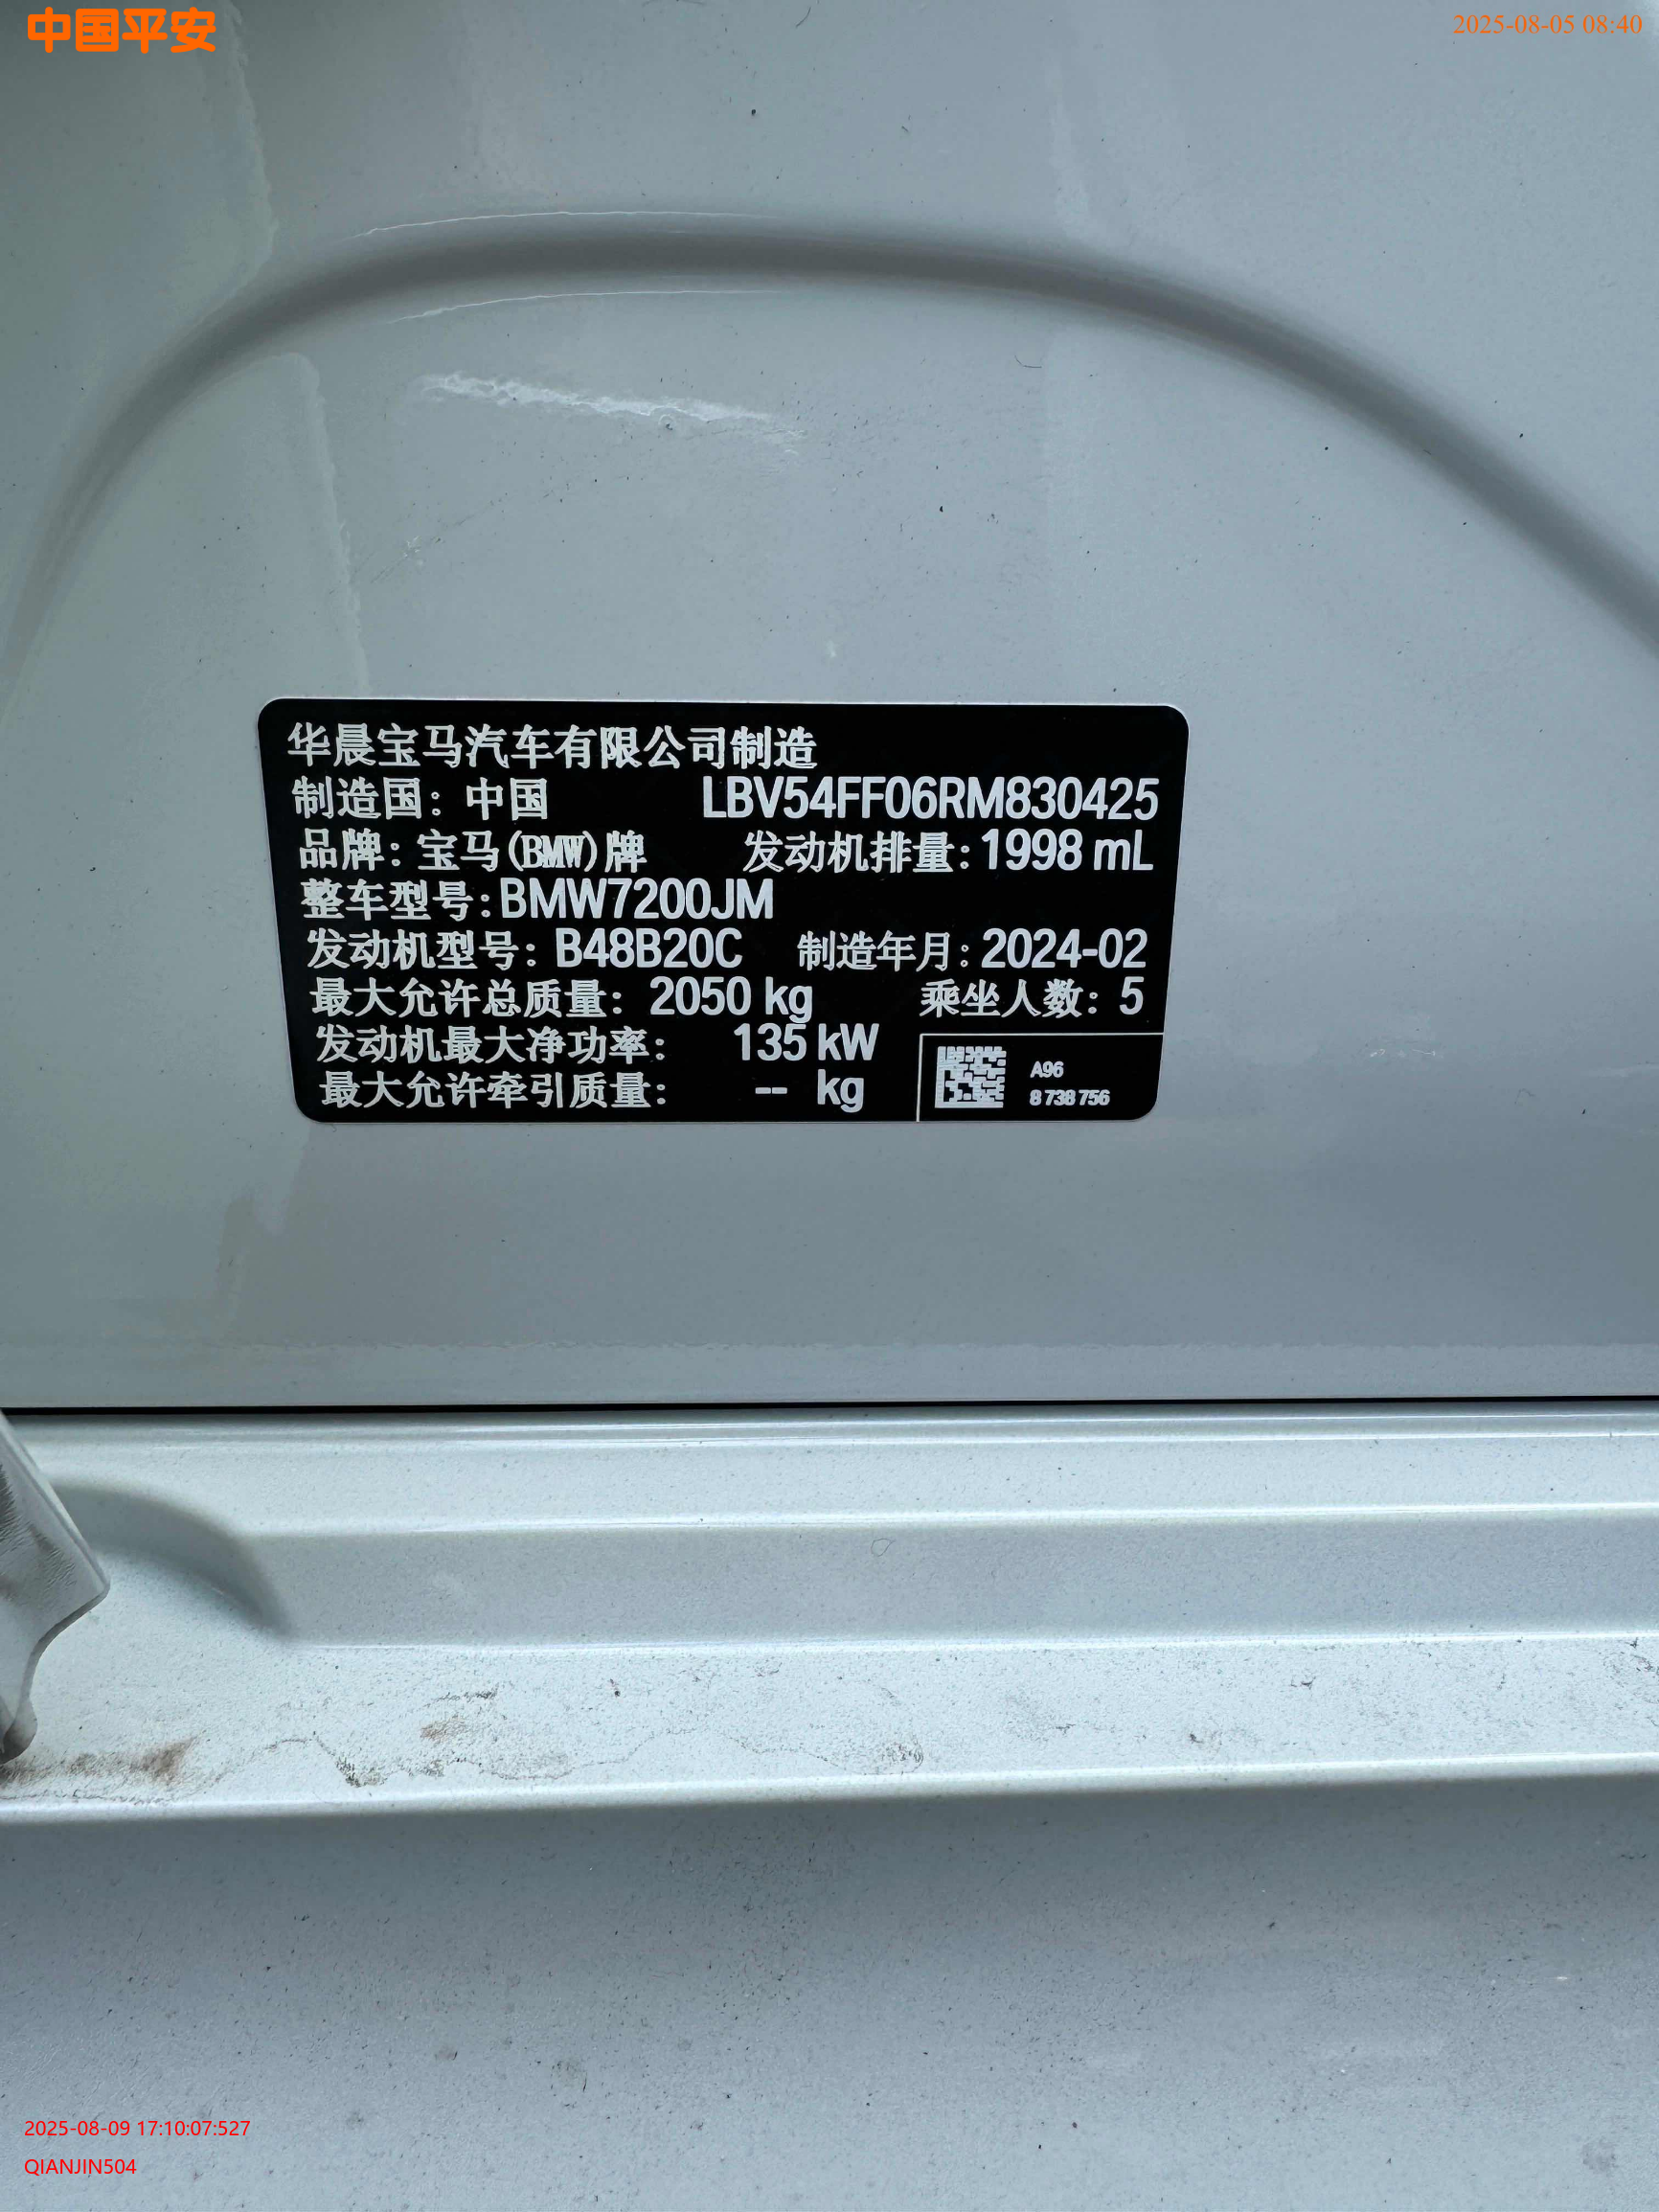 中国平安
2025-08-05 08:40
华晨宝马汽车有限公司制造
制造国：中国 LBV54FF06RM830425
品牌：宝马(BMW)牌 发动机排量：1998 mL
整车型号：BMW7200JM
发动机型号：B48B20C 制造年月：2024-02
最大允许总质量：2050 kg 乘坐人数：5
发动机最大净功率：135 kW
最大允许牵引质量：-- kg
A96
8 738 756
2025-08-09 17:10:07:527
QIANJIN504